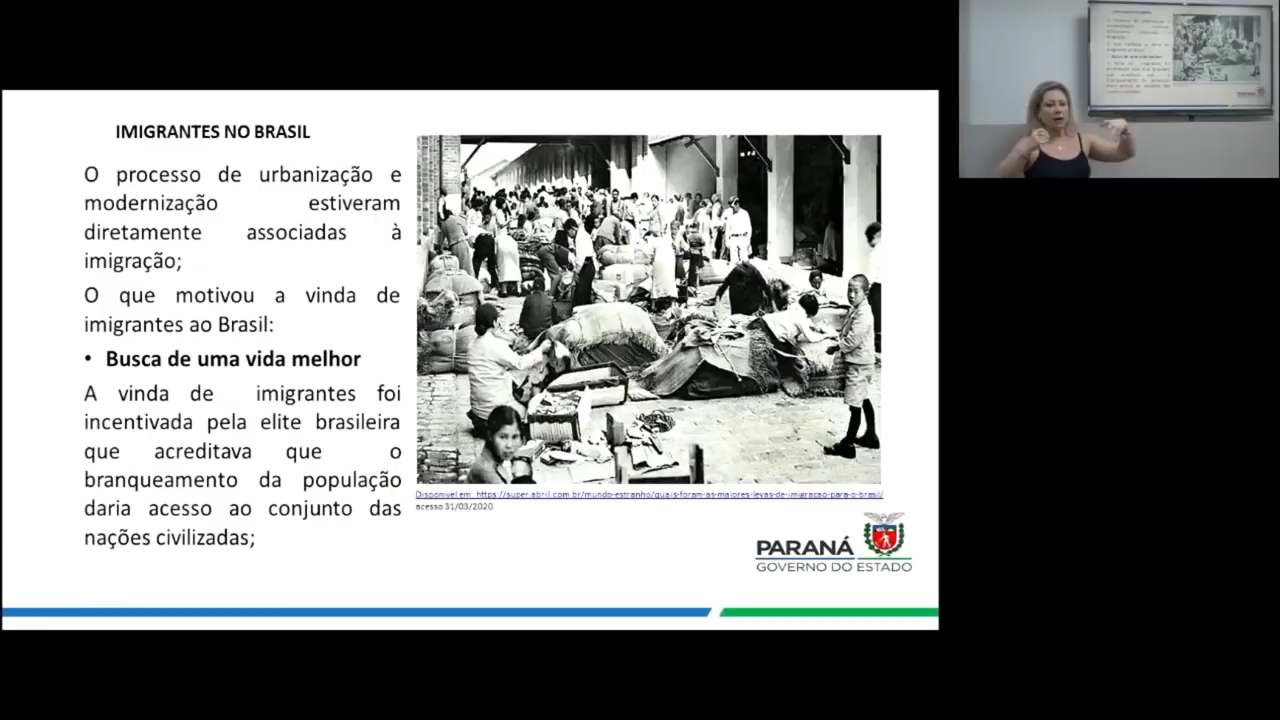 IMIGRANTES NO BRASIL
O processo de urbanização e
modernização estiveram
diretamente associadas à
imigração;
O que motivou a vinda de
imigrantes ao Brasil:
• Busca de uma vida melhor
A vinda de imigrantes foi
incentivada pela elite brasileira
que acreditava que o
branqueamento da população
daria acesso ao conjunto das
nações civilizadas;
Disponível em: https://super.abril.com.br/mundo-estranho/quais-foram-as-maiores-levas-de-imigracao-para-o-brasil/
acesso 31/03/2020
PARANÁ
GOVERNO DO ESTADO